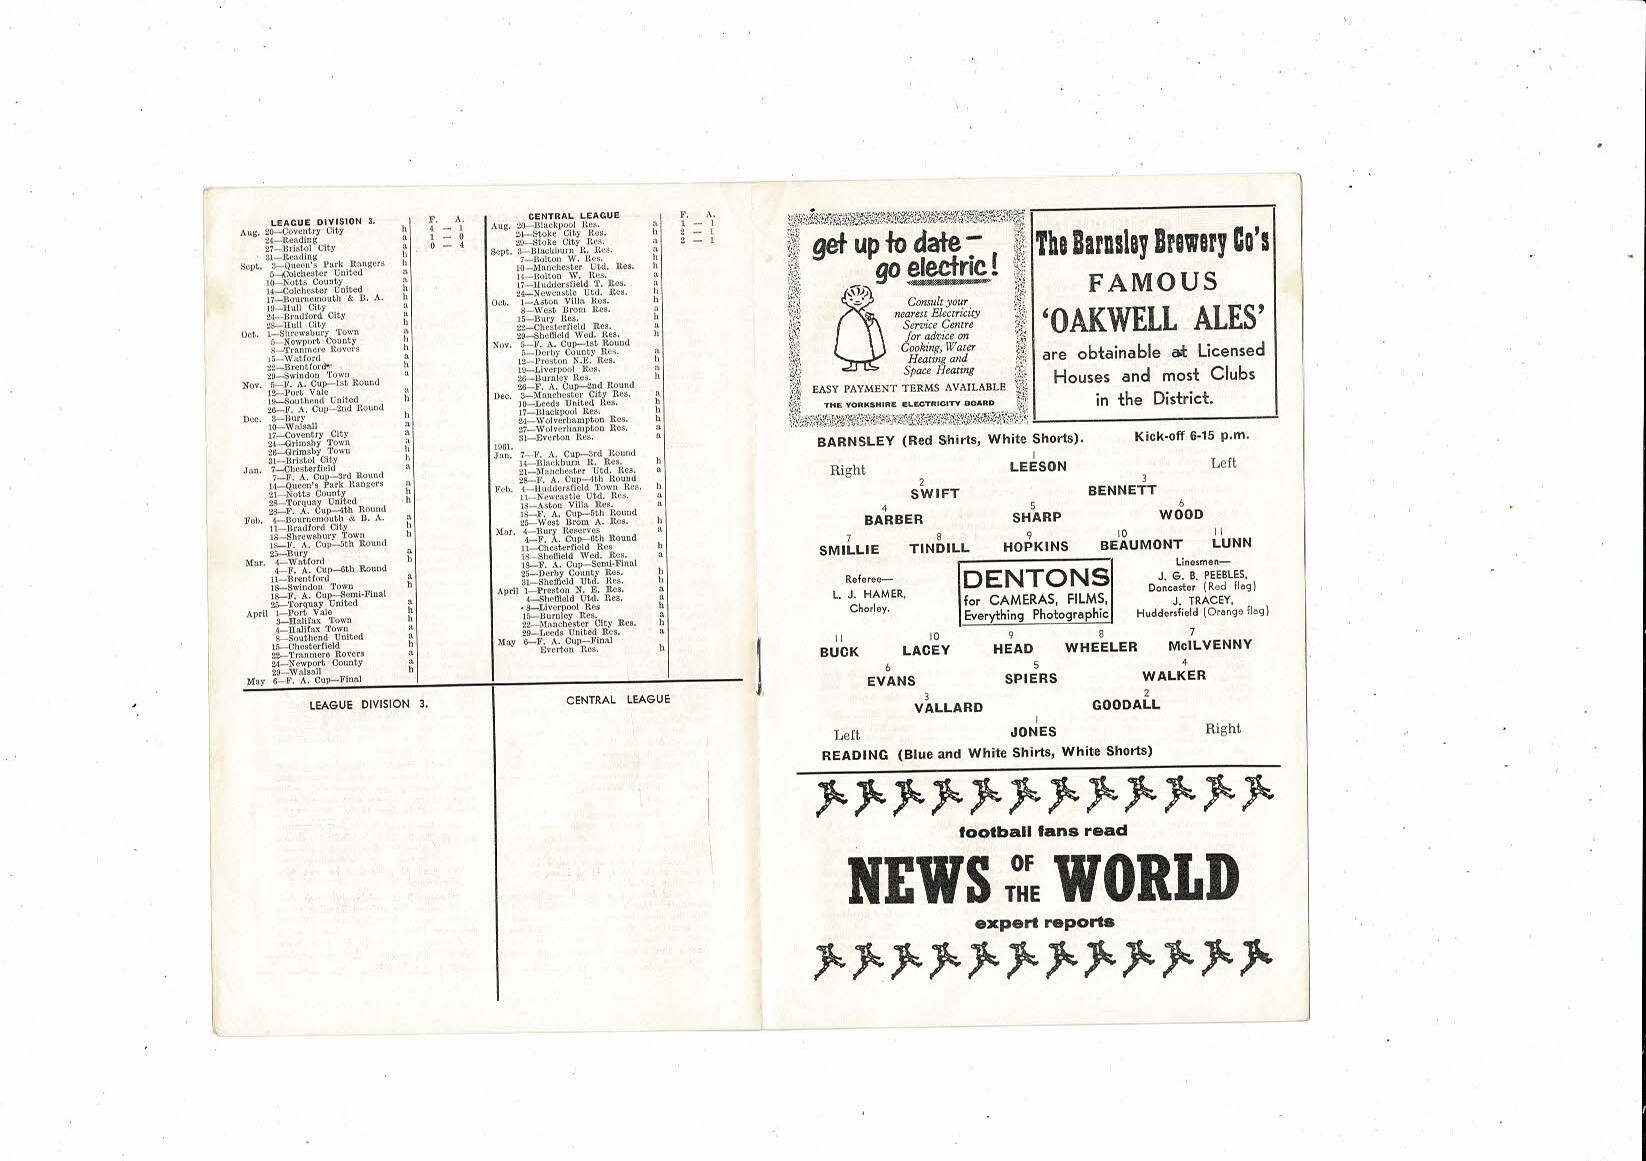 LEAGUE DIVISION 3. F. A.
Aug. 20—Coventry City h 4 — 1
24—Reading a 1 — 0
27—Bristol City a 0 — 4
31—Reading h
Sept. 3—Queen's Park Rangers h
5—Colchester United a
10—Notts County a
14—Colchester United h
17—Bournemouth & B. A. h
19—Hull City a
24—Bradford City a
28—Hull City h
Oct. 1—Shrewsbury Town a
5—Newport County h
8—Tranmere Rovers h
15—Watford a
22—Brentford h
29—Swindon Town a
Nov. 5—F. A. Cup—1st Round
12—Port Vale a
19—Southend United h
26—F. A. Cup—2nd Round
Dec. 3—Bury h
10—Walsall a
17—Coventry City a
24—Grimsby Town a
26—Grimsby Town h
31—Bristol City h
Jan. 7—Chesterfield a
7—F. A. Cup—3rd Round
14—Queen's Park Rangers a
21—Notts County h
28—Torquay United h
28—F. A. Cup—4th Round
Feb. 4—Bournemouth & B. A. a
11—Bradford City h
18—Shrewsbury Town h
18—F. A. Cup—5th Round
25—Bury a
Mar. 4—Watford h
4—F. A. Cup—6th Round
11—Brentford a
18—Swindon Town h
18—F. A. Cup—Semi-Final
25—Torquay United a
April 1—Port Vale h
3—Halifax Town h
4—Halifax Town a
8—Southend United a
15—Chesterfield h
22—Tranmere Rovers a
24—Newport County a
29—Walsall h
May 6—F. A. Cup—Final
LEAGUE DIVISION 3.
CENTRAL LEAGUE F. A.
Aug. 20—Blackpool Res. a 1 — 1
24—Stoke City Res. h 2 — 1
29—Stoke City Res. a 2 — 1
Sept. 3—Blackburn R. Res. a
7—Bolton W. Res. h
10—Manchester Utd. Res. h
14—Bolton W. Res. a
17—Huddersfield T. Res. a
24—Newcastle Utd. Res. h
Oct. 1—Aston Villa Res. h
8—West Brom Res. a
15—Bury Res. h
22—Chesterfield Res. a
29—Sheffield Wed. Res. h
Nov. 5—F. A. Cup—1st Round
5—Derby County Res. a
12—Preston N.E. Res. h
19—Liverpool Res. a
26—Burnley Res. h
26—F. A. Cup—2nd Round
Dec. 3—Manchester City Res. a
10—Leeds United Res. h
17—Blackpool Res. h
24—Wolverhampton Res. h
27—Wolverhampton Res. a
31—Everton Res. a
1961.
Jan. 7—F. A. Cup—3rd Round
14—Blackburn R. Res. h
21—Manchester Utd. Res. a
28—F. A. Cup—4th Round
Feb. 4—Huddersfield Town Res. h
11—Newcastle Utd. Res. a
18—Aston Villa Res. a
18—F. A. Cup—5th Round
25—West Brom A. Res. h
Mar. 4—Bury Reserves a
4—F. A. Cup—6th Round
11—Chesterfield Res h
18—Sheffield Wed. Res. a
18—F. A. Cup—Semi-Final
25—Derby County Res. h
31—Sheffield Utd. Res. h
April 1—Preston N. E. Res. a
4—Sheffield Utd. Res. a
8—Liverpool Res h
15—Burnley Res. a
22—Manchester City Res. h
29—Leeds United Res. a
May 6—F. A. Cup—Final
Everton Res. h
CENTRAL LEAGUE
get up to date —
go electric!
Consult your
nearest Electricity
Service Centre
for advice on
Cooking, Water
Heating and
Space Heating
EASY PAYMENT TERMS AVAILABLE
THE YORKSHIRE ELECTRICITY BOARD
The Barnsley Brewery Co's
FAMOUS
'OAKWELL ALES'
are obtainable at Licensed
Houses and most Clubs
in the District.
BARNSLEY (Red Shirts, White Shorts). Kick-off 6-15 p.m.
1
Right LEESON Left
2 3
SWIFT BENNETT
4 5 6
BARBER SHARP WOOD
7 8 9 10 11
SMILLIE TINDILL HOPKINS BEAUMONT LUNN
Referee—
L. J. HAMER,
Chorley.
DENTONS
for CAMERAS, FILMS,
Everything Photographic
Linesmen—
J. G. B. PEEBLES,
Doncaster (Red flag)
J. TRACEY,
Huddersfield (Orange flag)
11 10 9 8 7
BUCK LACEY HEAD WHEELER McILVENNY
6 5 4
EVANS SPIERS WALKER
3 2
VALLARD GOODALL
1
Left JONES Right
READING (Blue and White Shirts, White Shorts)
football fans read
NEWS OF THE WORLD
expert reports